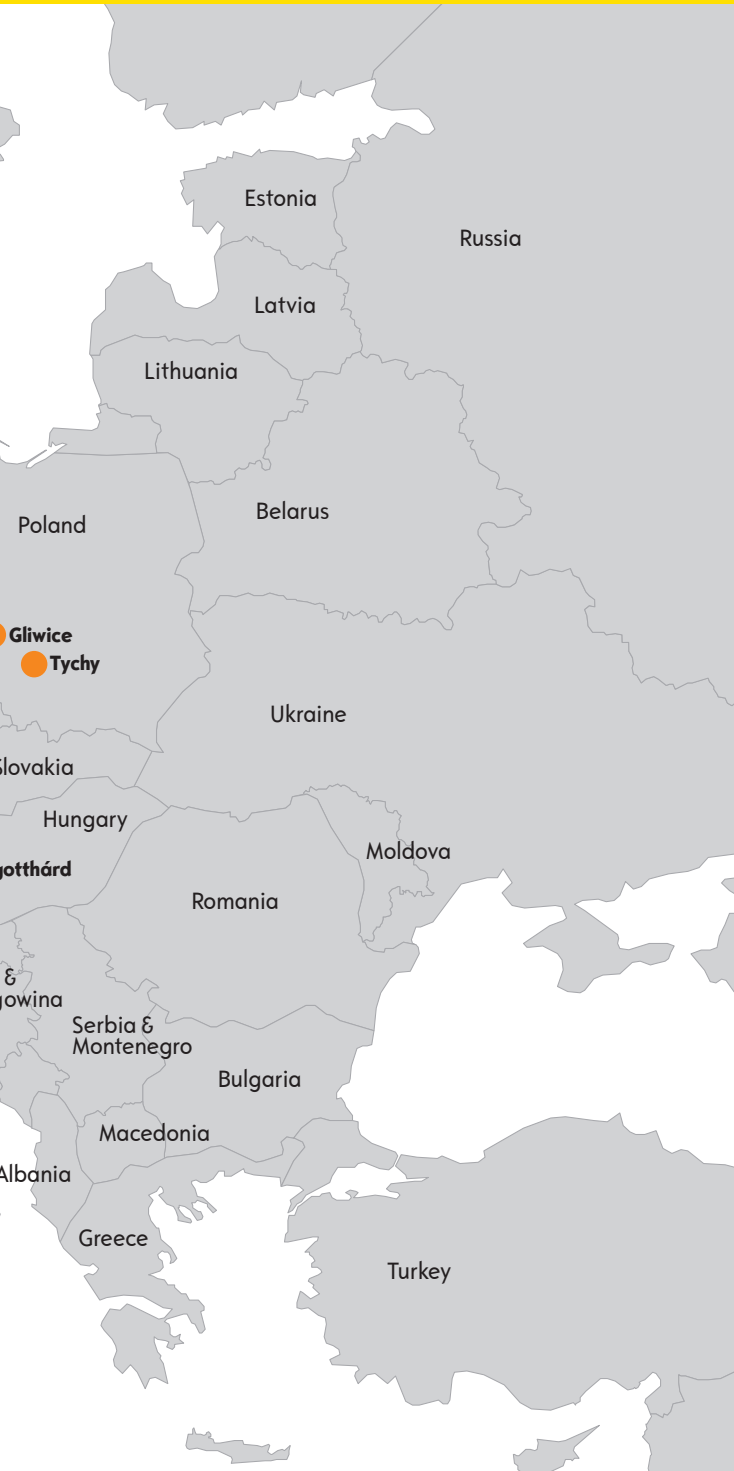 Estonia
Russia
Latvia
Lithuania
Belarus
Poland
Gliwice
Tychy
Ukraine
Slovakia
Hungary
Moldova
gotthárd
Romania
&
gowina
Serbia &
Montenegro
Bulgaria
Macedonia
Albania
Greece
Turkey